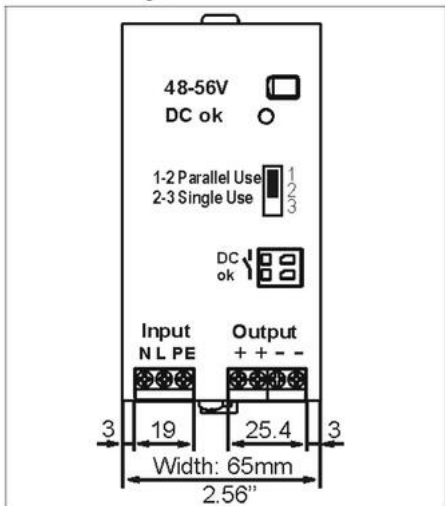 48-56V
DC ok
1-2 Parallel Use
2-3 Single Use
1
2
3
DC
ok
Input
Output
N L PE
+ + - -
3
19
25.4
3
Width: 65mm
2.56"